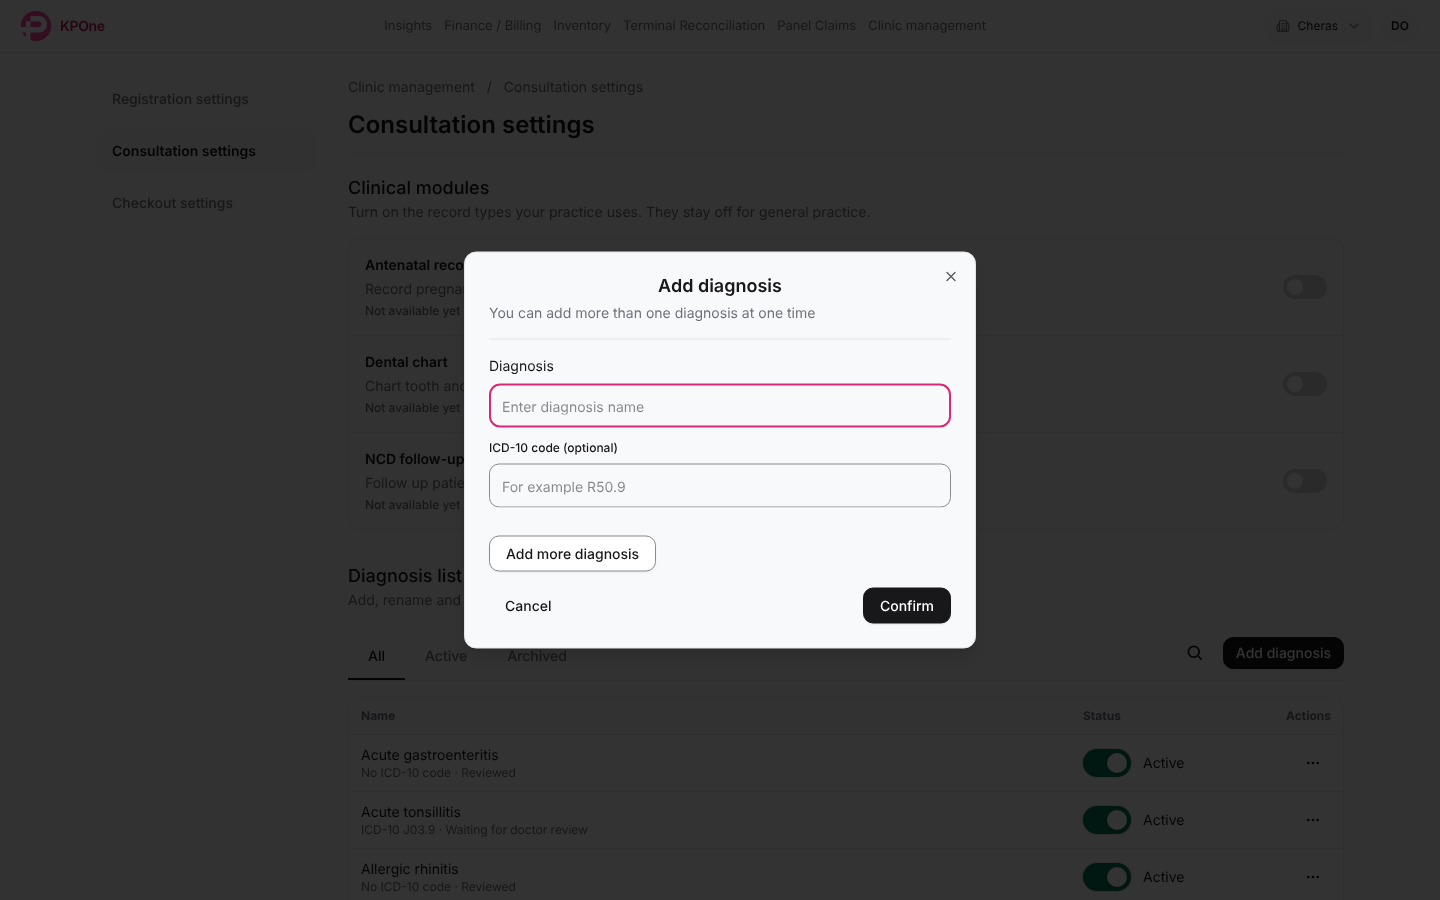 KPOne
Insights Finance / Billing Inventory Terminal Reconciliation Panel Claims Clinic management
Cheras
DO
Registration settings
Consultation settings
Checkout settings
Clinic management / Consultation settings
Consultation settings
Clinical modules
Turn on the record types your practice uses. They stay off for general practice.
Antenatal reco
Record pregna
Not available yet
Dental chart
Chart tooth and
Not available yet
NCD follow-up
Follow up patie
Not available yet
Add diagnosis
You can add more than one diagnosis at one time
Diagnosis
Enter diagnosis name
ICD-10 code (optional)
For example R50.9
Add more diagnosis
Cancel
Confirm
Diagnosis list
Add, rename and
All Active Archived
Add diagnosis
Name Status Actions
Acute gastroenteritis
No ICD-10 code · Reviewed
Active
Acute tonsillitis
ICD-10 J03.9 · Waiting for doctor review
Active
Allergic rhinitis
No ICD-10 code · Reviewed
Active